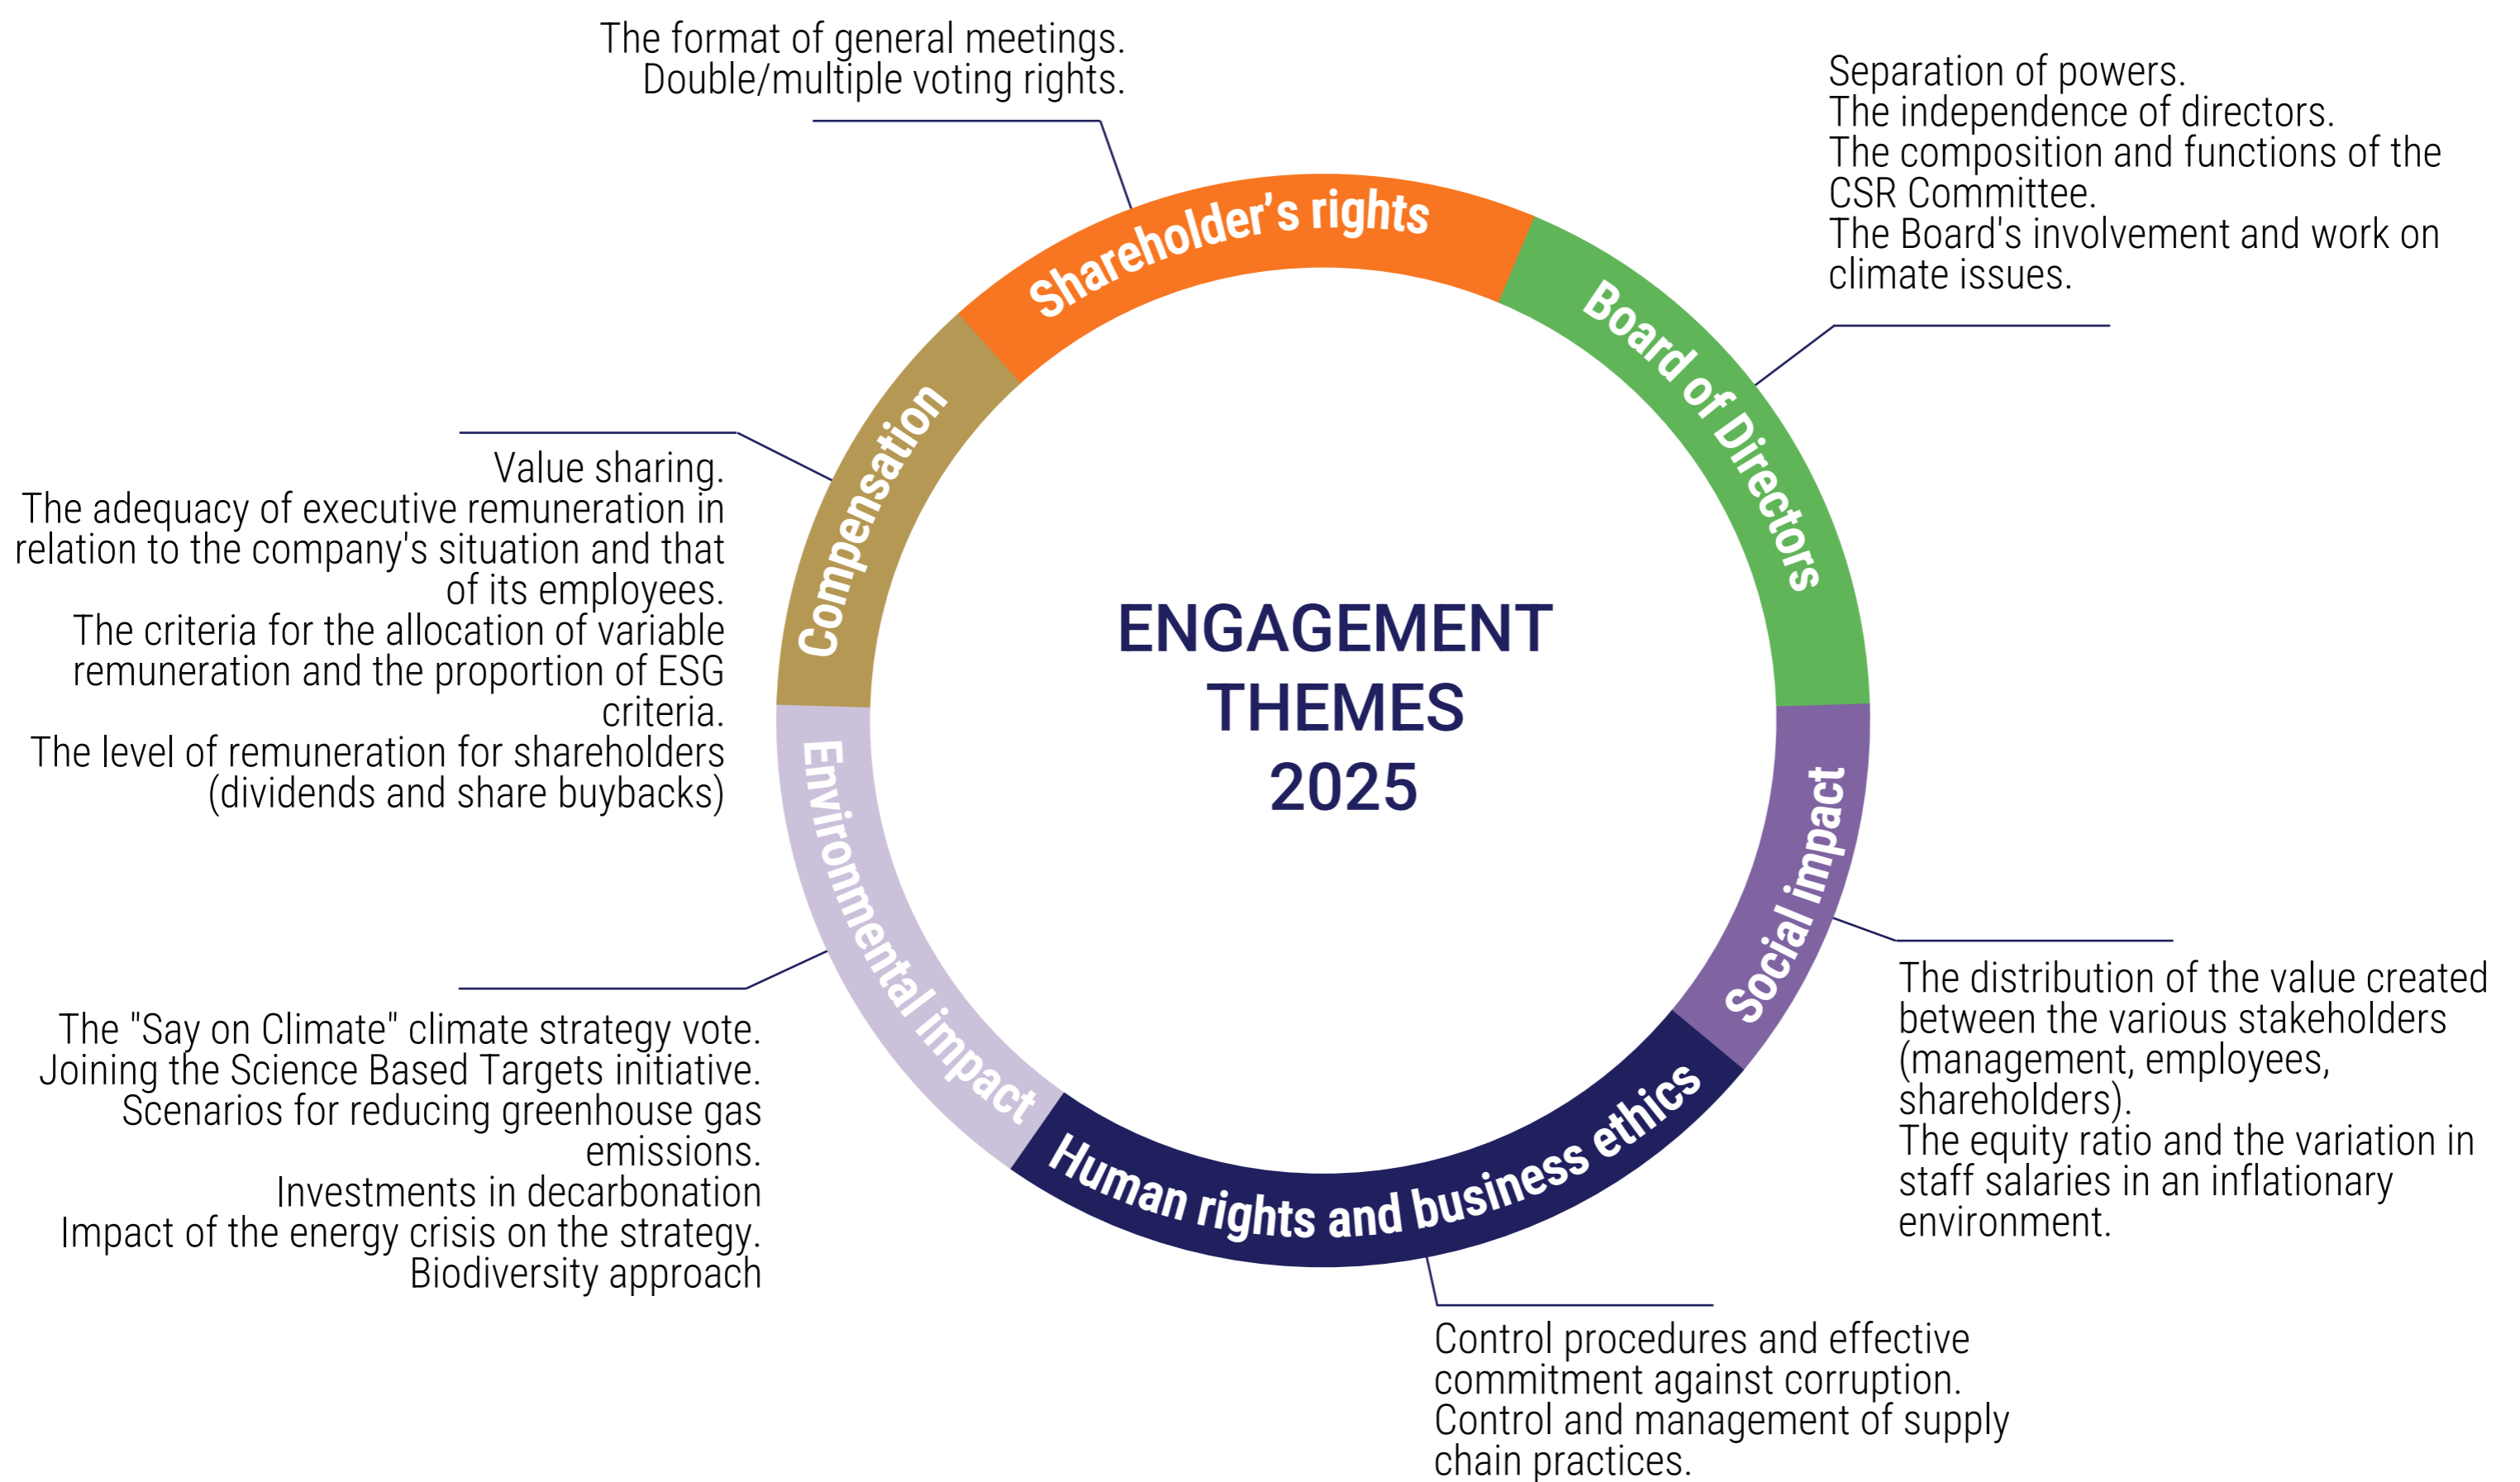 The format of general meetings.
Double/multiple voting rights.
Separation of powers.
The independence of directors.
The composition and functions of the
CSR Committee.
The Board's involvement and work on
climate issues.
Shareholder’s rights
Board of Directors
Compensation
Value sharing.
The adequacy of executive remuneration in
relation to the company's situation and that
of its employees.
The criteria for the allocation of variable
remuneration and the proportion of ESG
criteria.
The level of remuneration for shareholders
(dividends and share buybacks)
ENGAGEMENT
THEMES
2025
Environmental impact
Social impact
The "Say on Climate" climate strategy vote.
Joining the Science Based Targets initiative.
Scenarios for reducing greenhouse gas
emissions.
Investments in decarbonation
Impact of the energy crisis on the strategy.
Biodiversity approach
The distribution of the value created
between the various stakeholders
(management, employees,
shareholders).
The equity ratio and the variation in
staff salaries in an inflationary
environment.
Human rights and business ethics
Control procedures and effective
commitment against corruption.
Control and management of supply
chain practices.